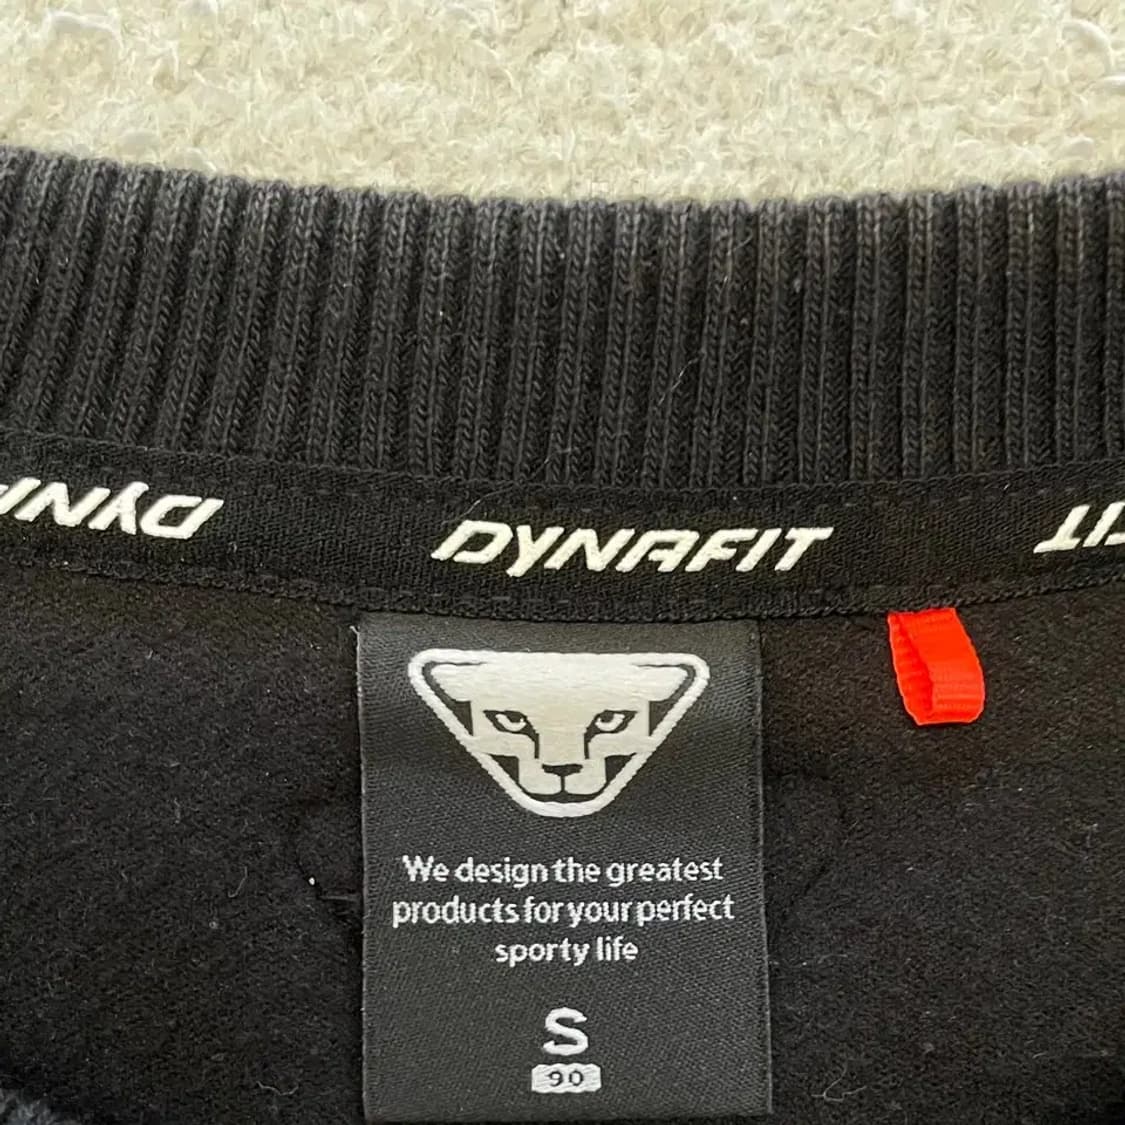 DYNAFIT
We design the greatest
products for your perfect
sporty life
S
90